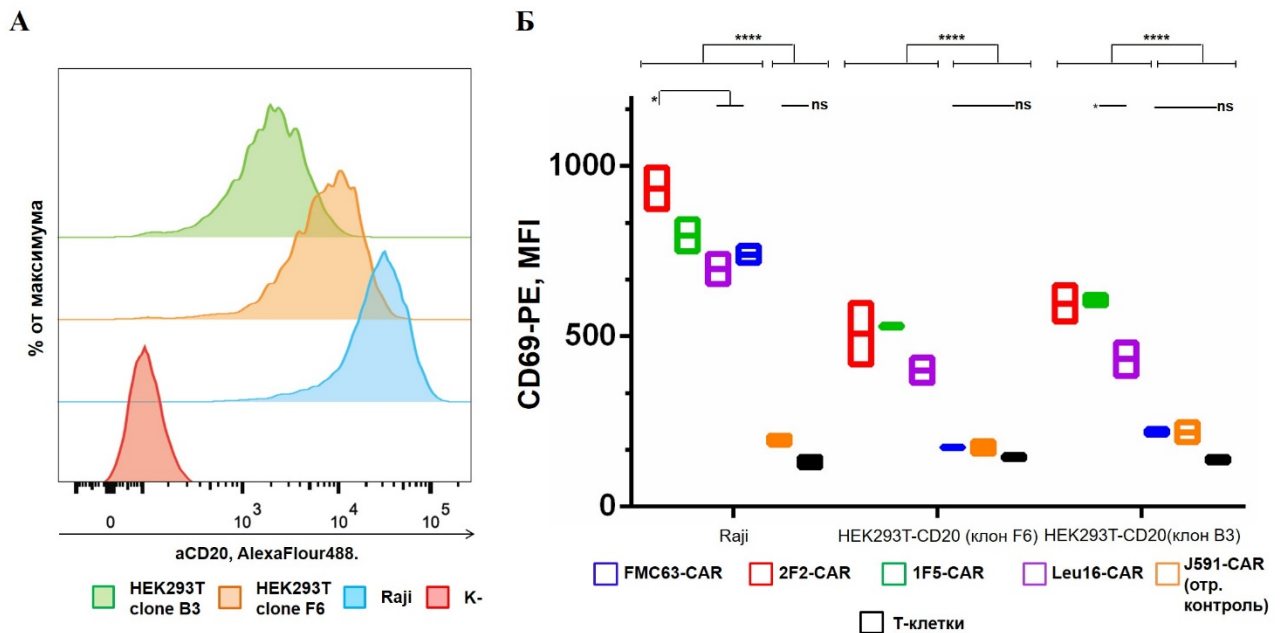 А
Б
% от максимума
0
10³
10⁴
10⁵
aCD20, AlexaFlour488.
HEK293T
clone B3
HEK293T
clone F6
Raji
K-
****
****
****
*
ns
ns
*
ns
CD69-PE, MFI
1000
500
0
Raji
HEK293T-CD20 (клон F6)
HEK293T-CD20(клон B3)
FMC63-CAR
2F2-CAR
1F5-CAR
Leu16-CAR
J591-CAR
(отр.
контроль)
Т-клетки